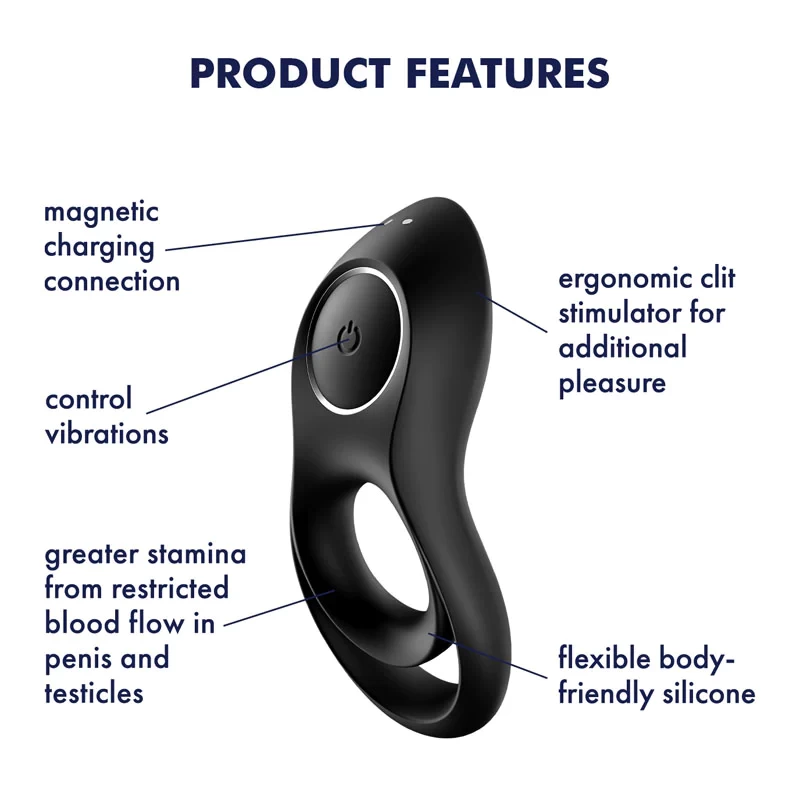 PRODUCT FEATURES
magnetic
charging
connection
ergonomic clit
stimulator for
additional
pleasure
control
vibrations
greater stamina
from restricted
blood flow in
penis and
testicles
flexible body-
friendly silicone